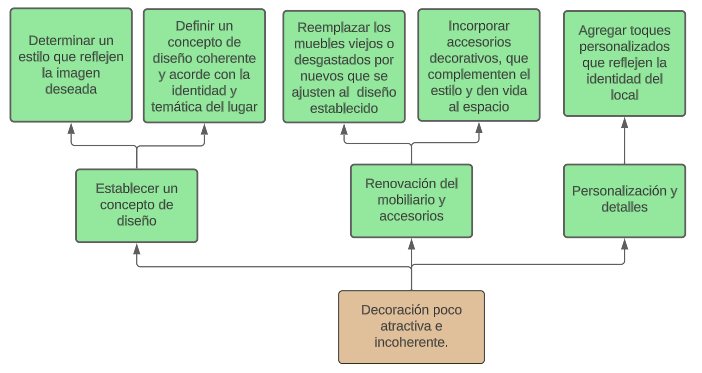 Determinar un
estilo que reflejen
la imagen
deseada
Definir un
concepto de
diseño coherente
y acorde con la
identidad y
temática del lugar
Reemplazar los
muebles viejos o
desgastados por
nuevos que se
ajusten al diseño
establecido
Incorporar
accesorios
decorativos, que
complementen el
estilo y den vida
al espacio
Agregar toques
personalizados
que reflejen la
identidad del
local
Establecer un
concepto de
diseño
Renovación del
mobiliario y
accesorios
Personalización y
detalles
Decoración poco
atractiva e
incoherente.